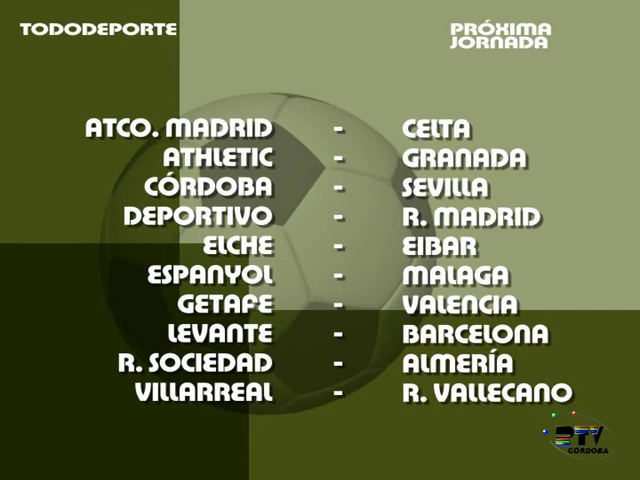 TODODEPORTE
PRÓXIMA
JORNADA
ATCO. MADRID - CELTA
ATHLETIC - GRANADA
CÓRDOBA - SEVILLA
DEPORTIVO - R. MADRID
ELCHE - EIBAR
ESPANYOL - MALAGA
GETAFE - VALENCIA
LEVANTE - BARCELONA
R. SOCIEDAD - ALMERÍA
VILLARREAL - R. VALLECANO
PTV
CÓRDOBA